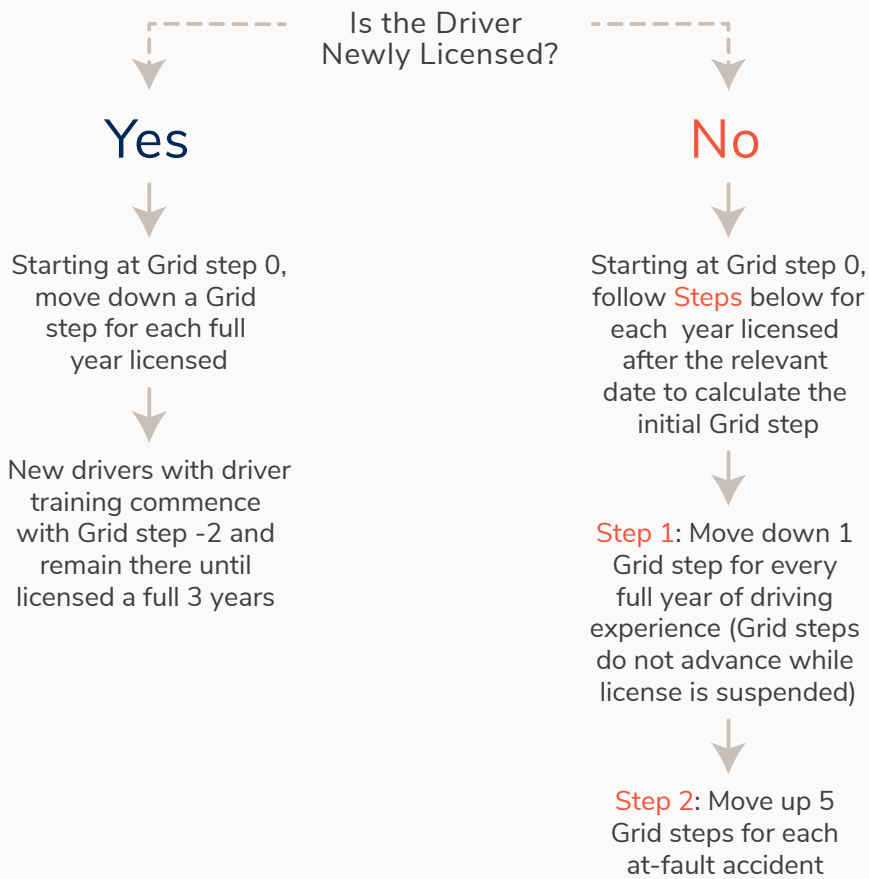 Is the Driver
Newly Licensed?
Yes
Starting at Grid step 0,
move down a Grid
step for each full
year licensed
New drivers with driver
training commence
with Grid step -2 and
remain there until
licensed a full 3 years
No
Starting at Grid step 0,
follow Steps below for
each year licensed
after the relevant
date to calculate the
initial Grid step
Step 1: Move down 1
Grid step for every
full year of driving
experience (Grid steps
do not advance while
license is suspended)
Step 2: Move up 5
Grid steps for each
at-fault accident